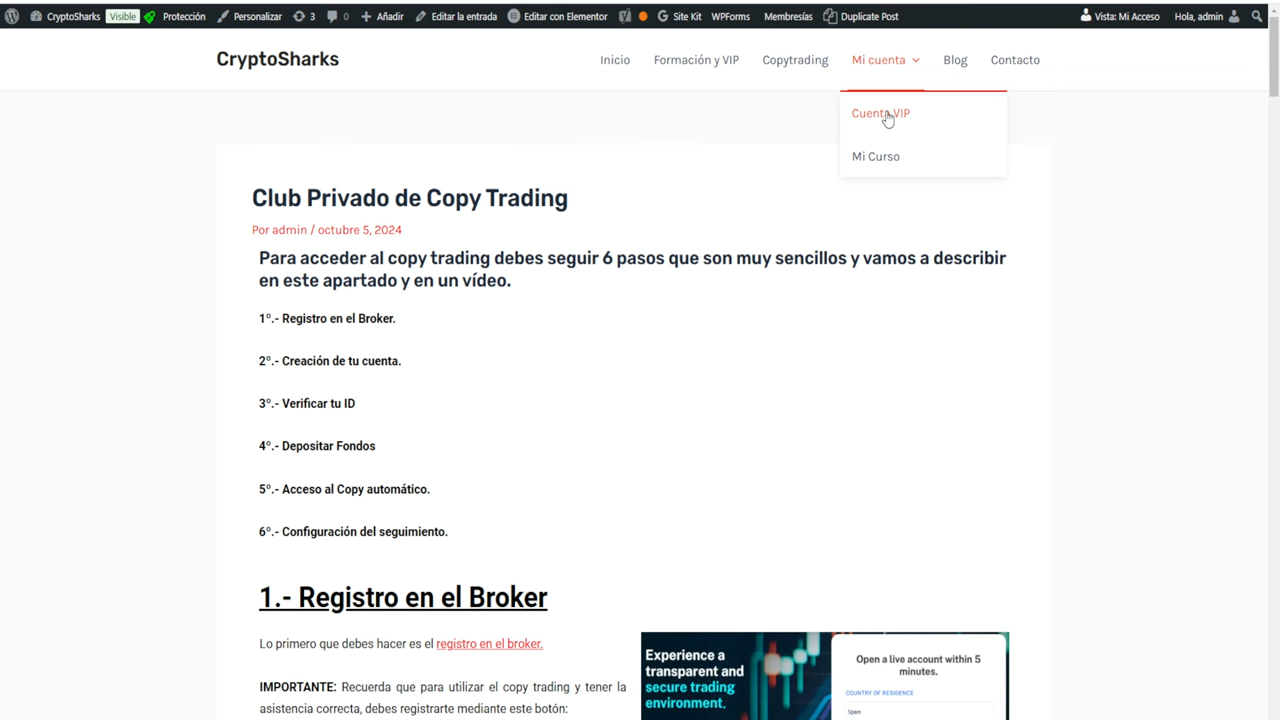 CryptoSharks Visible Protección Personalizar 3 0 Añadir Editar la entrada Editar con Elementor Site Kit WPForms Membresías Duplicate Post Vista: Mi Acceso Hola, admin
CryptoSharks
Inicio Formación y VIP Copytrading Mi cuenta Blog Contacto
Cuenta VIP
Mi Curso
Club Privado de Copy Trading
Por admin / octubre 5, 2024
Para acceder al copy trading debes seguir 6 pasos que son muy sencillos y vamos a describir
en este apartado y en un vídeo.
1º.- Registro en el Broker.
2º.- Creación de tu cuenta.
3º.- Verificar tu ID
4º.- Depositar Fondos
5º.- Acceso al Copy automático.
6º.- Configuración del seguimiento.
1.- Registro en el Broker
Lo primero que debes hacer es el registro en el broker.
IMPORTANTE: Recuerda que para utilizar el copy trading y tener la
asistencia correcta, debes registrarte mediante este botón:
Experience a
transparent and
secure trading
environment.
Open a live account within 5
minutes.
COUNTRY OF RESIDENCE
Spain